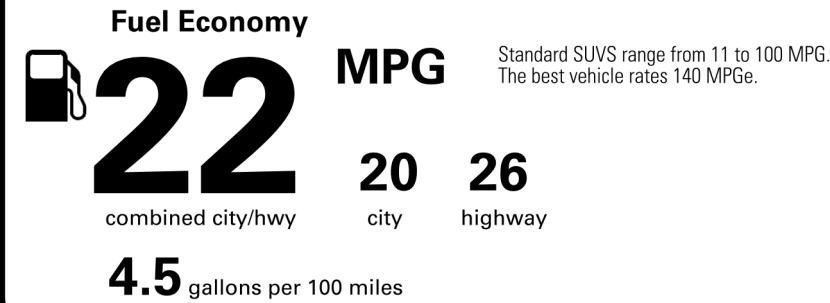 Fuel Economy
22 MPG
Standard SUVS range from 11 to 100 MPG.
The best vehicle rates 140 MPGe.
20 26
combined city/hwy city highway
4.5 gallons per 100 miles